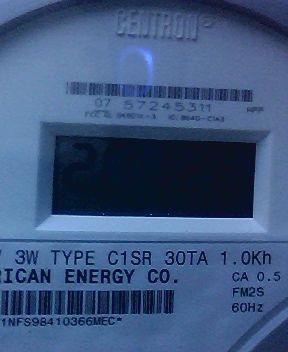 CENTRON®
07 57245311
3W TYPE C1SR 30TA 1.0Kh
RICAN ENERGY CO.
CA 0.5
FM2S
60Hz
1NFS98410366MEC*